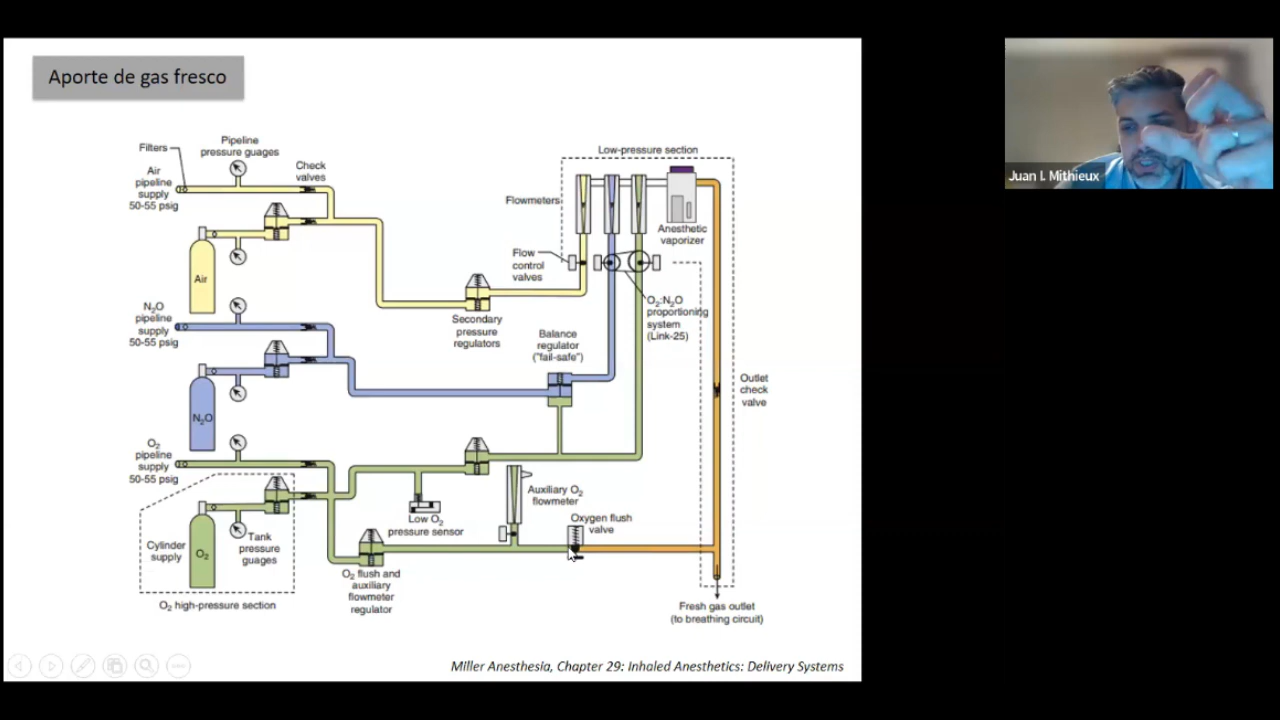 Aporte de gas fresco
Juan I. Mithieux
Filters
Pipeline
pressure guages
Check
valves
Air
pipeline
supply
50-55 psig
Air
N₂O
pipeline
supply
50-55 psig
N₂O
O₂
pipeline
supply
50-55 psig
Cylinder
supply
O₂
Tank
pressure
guages
O₂ high-pressure section
Low O₂
pressure sensor
O₂ flush and
auxiliary
flowmeter
regulator
Secondary
pressure
regulators
Balance
regulator
("fail-safe")
Auxiliary O₂
flowmeter
Oxygen flush
valve
Low-pressure section
Flowmeters
Flow
control
valves
Anesthetic
vaporizer
O₂:N₂O
proportioning
system
(Link-25)
Outlet
check
valve
Fresh gas outlet
(to breathing circuit)
Miller Anesthesia, Chapter 29: Inhaled Anesthetics: Delivery Systems